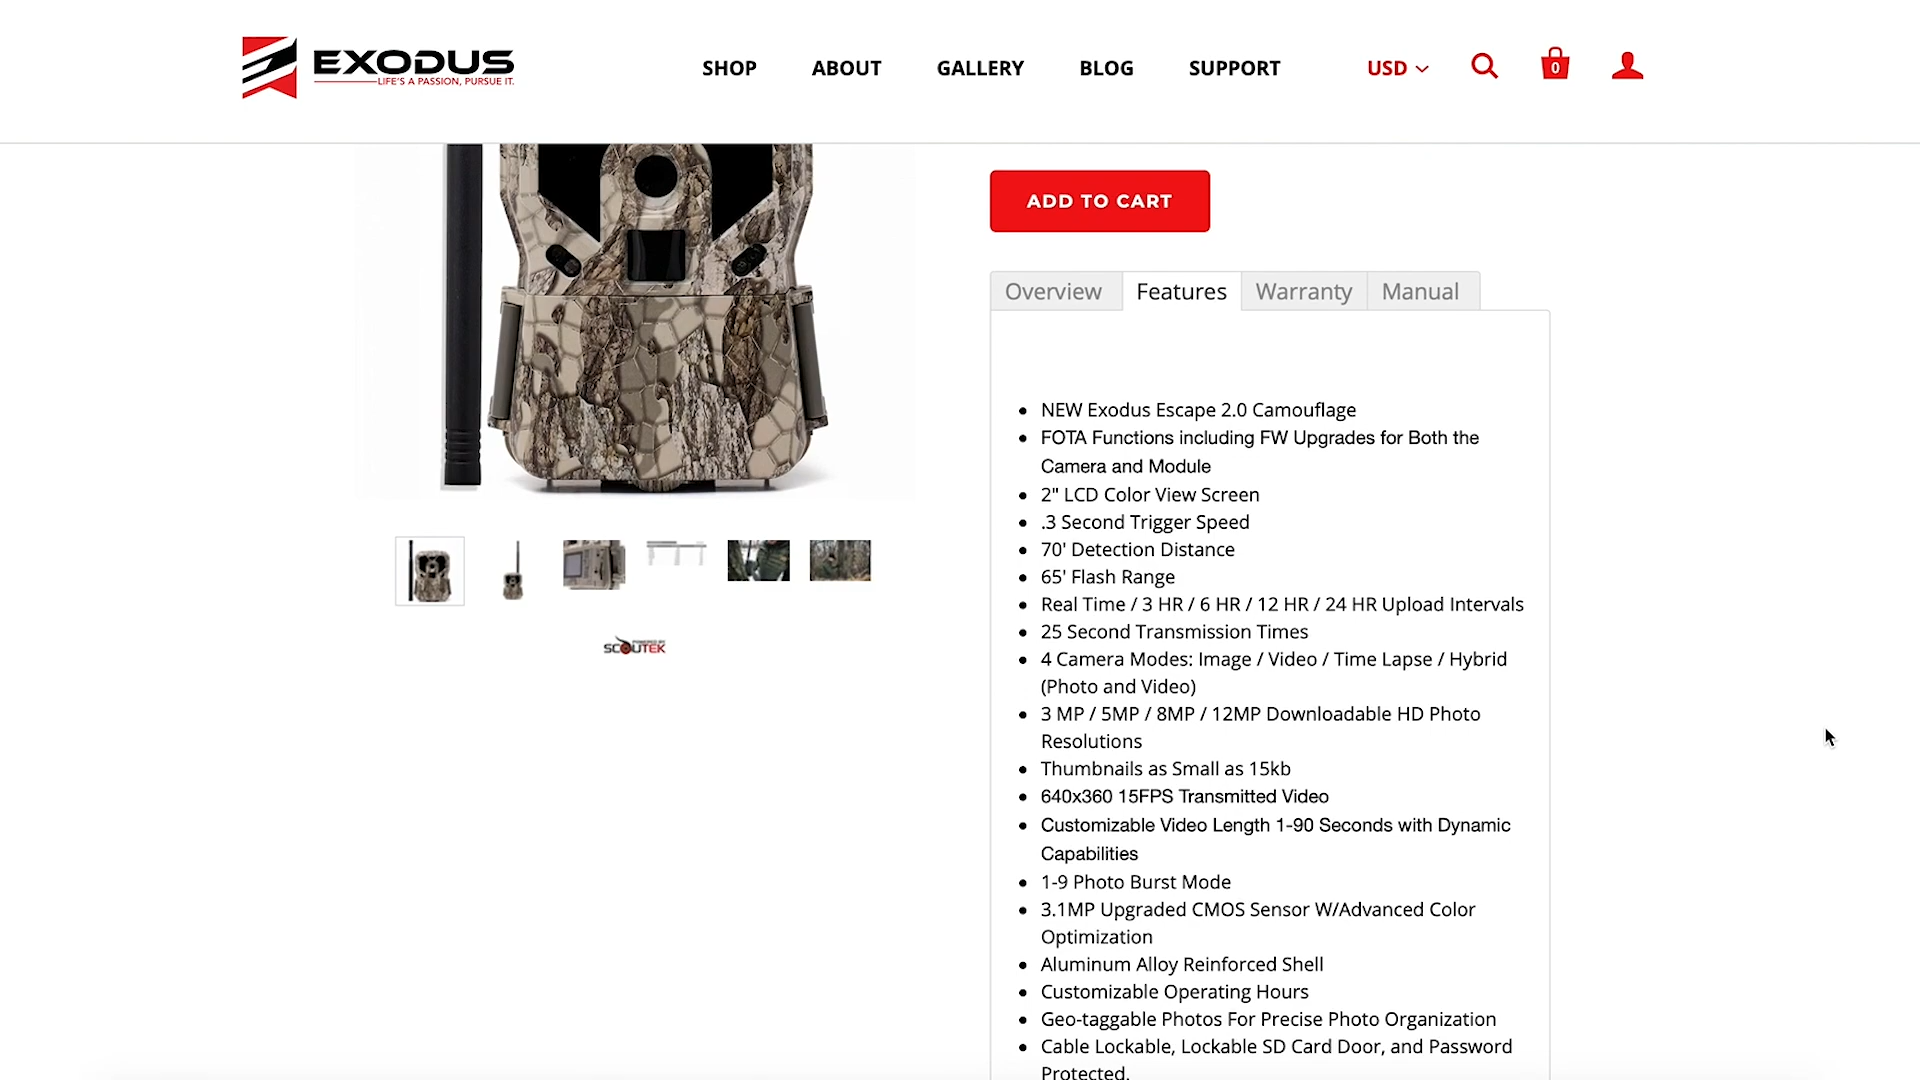 EXODUS
LIFE'S A PASSION, PURSUE IT.
SHOP
ABOUT
GALLERY
BLOG
SUPPORT
USD
0
ADD TO CART
Overview
Features
Warranty
Manual
NEW Exodus Escape 2.0 Camouflage
FOTA Functions including FW Upgrades for Both the
Camera and Module
2" LCD Color View Screen
.3 Second Trigger Speed
70' Detection Distance
65' Flash Range
Real Time / 3 HR / 6 HR / 12 HR / 24 HR Upload Intervals
25 Second Transmission Times
4 Camera Modes: Image / Video / Time Lapse / Hybrid
(Photo and Video)
3 MP / 5MP / 8MP / 12MP Downloadable HD Photo
Resolutions
Thumbnails as Small as 15kb
640x360 15FPS Transmitted Video
Customizable Video Length 1-90 Seconds with Dynamic
Capabilities
1-9 Photo Burst Mode
3.1MP Upgraded CMOS Sensor W/Advanced Color
Optimization
Aluminum Alloy Reinforced Shell
Customizable Operating Hours
Geo-taggable Photos For Precise Photo Organization
Cable Lockable, Lockable SD Card Door, and Password
Protected.
POWERED BY
SCOUTEK